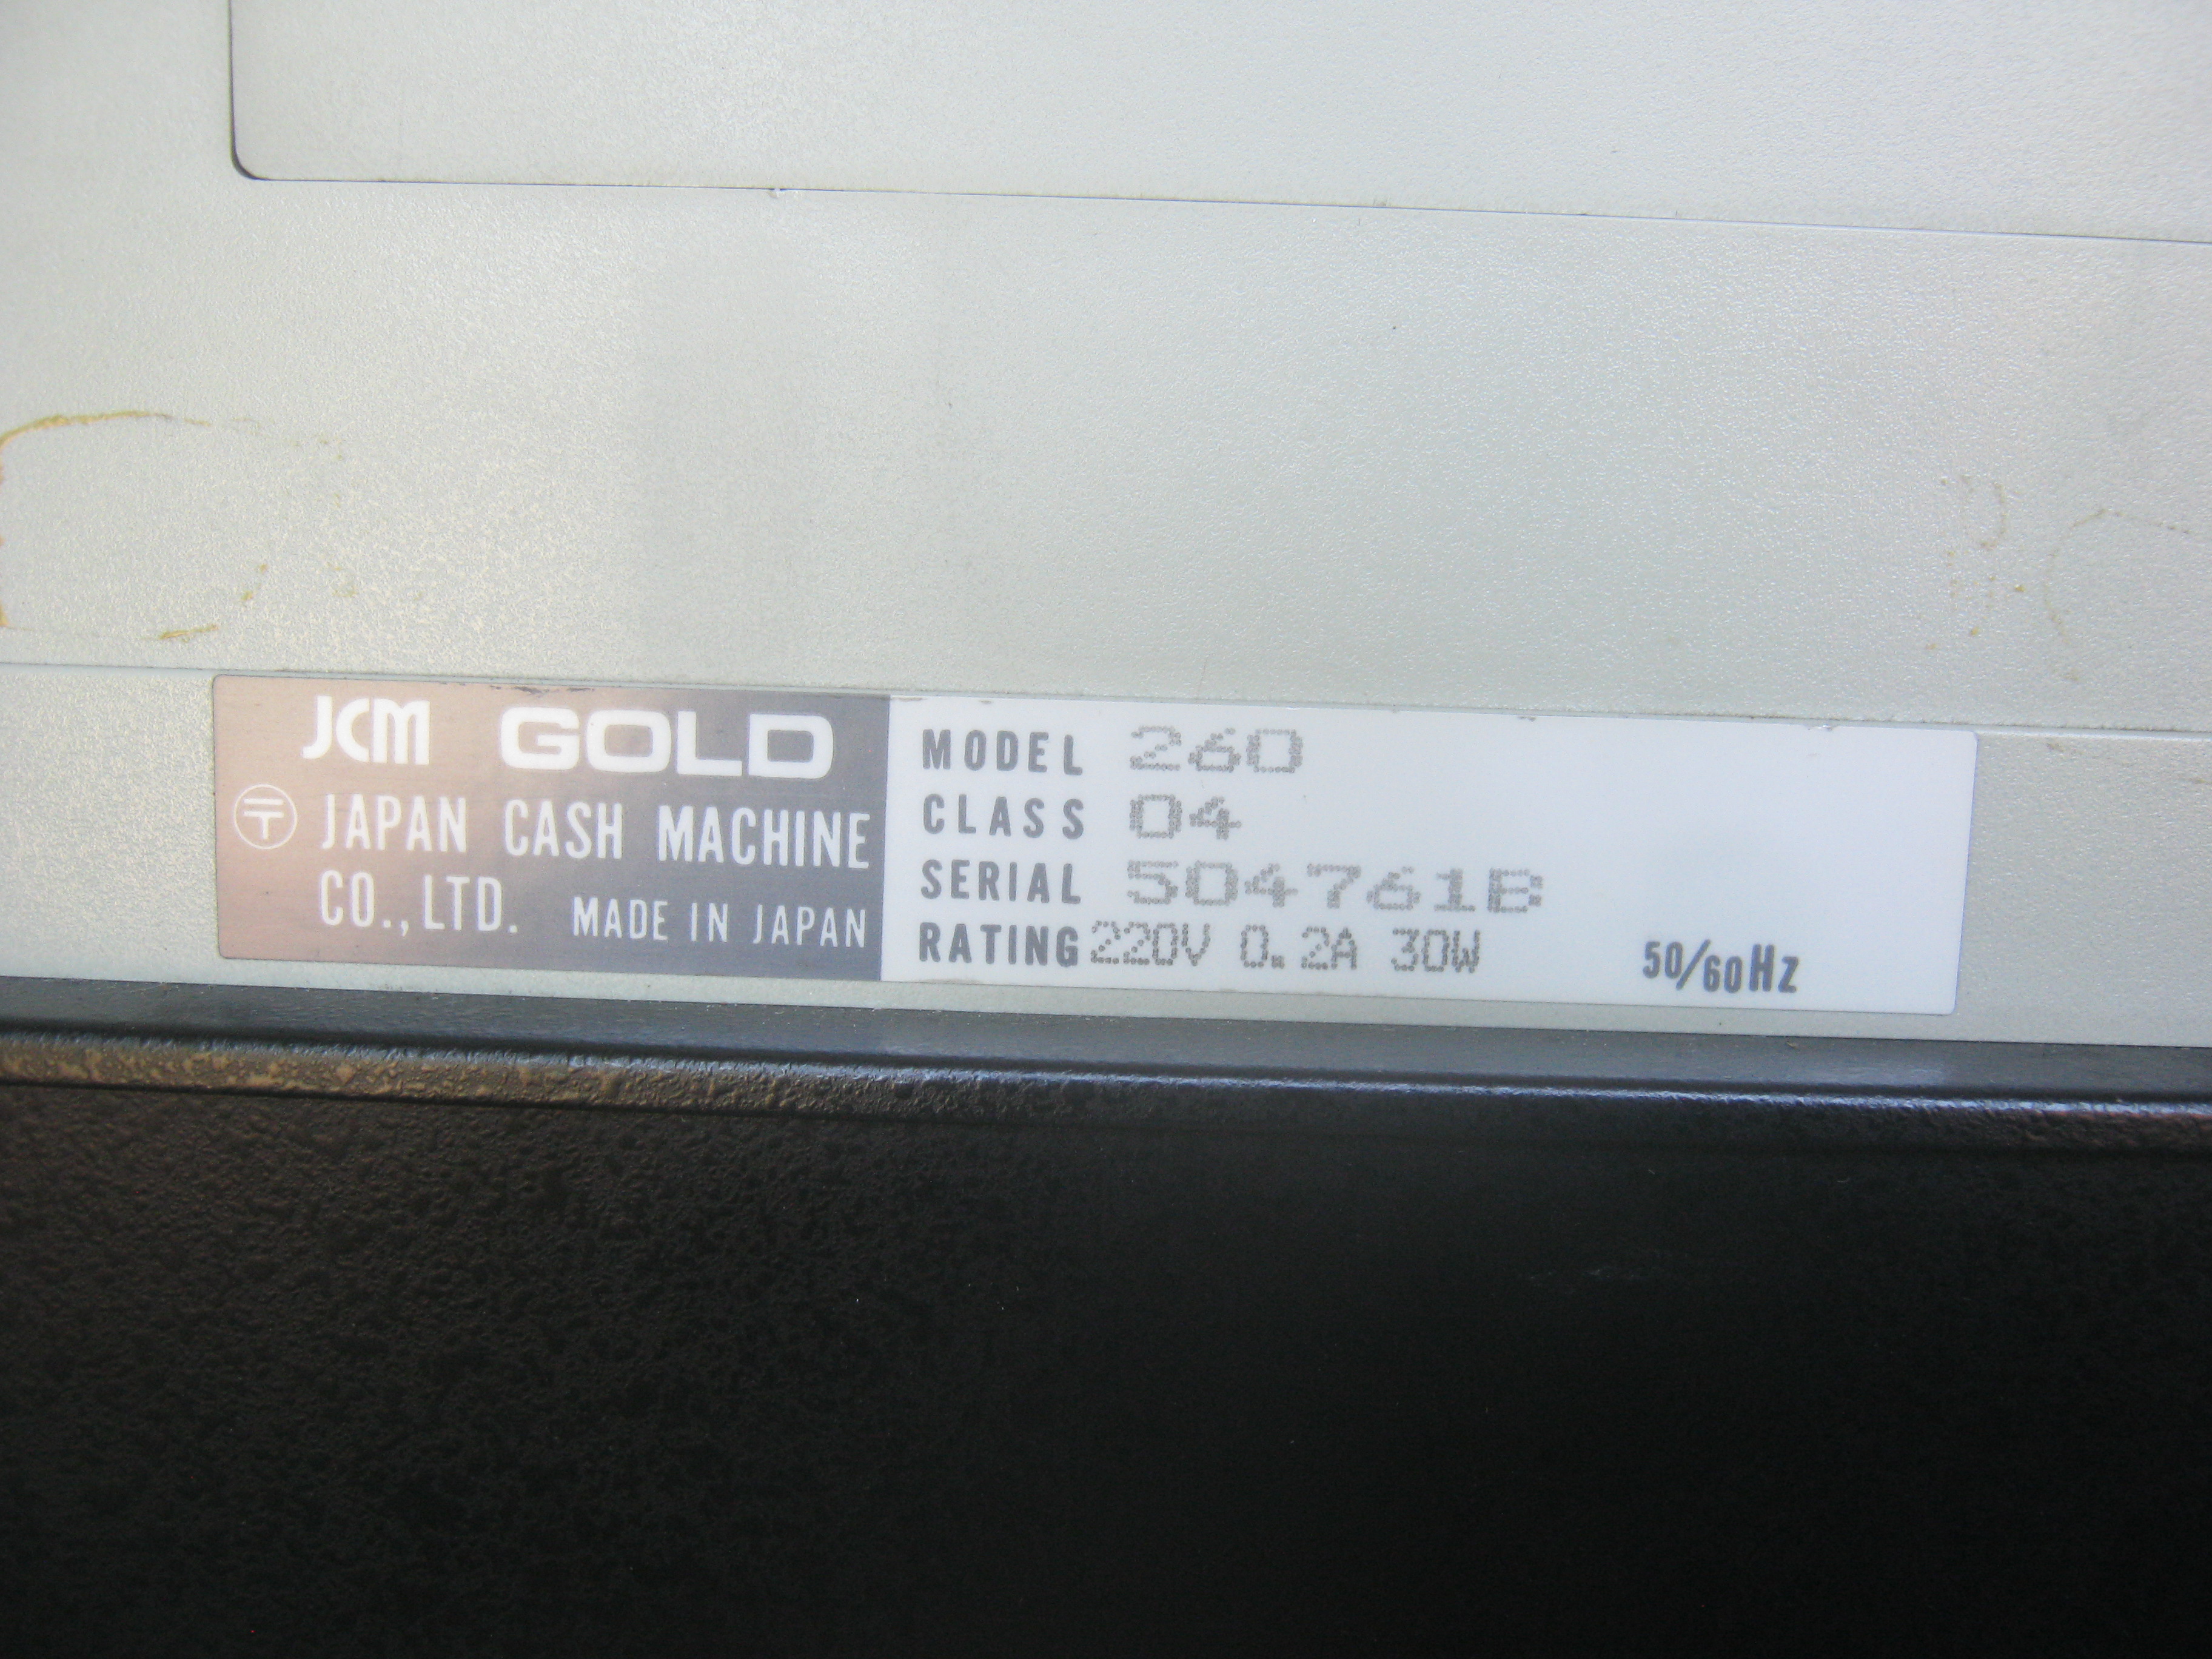 JCM GOLD
〒 JAPAN CASH MACHINE
CO., LTD. MADE IN JAPAN
MODEL 260
CLASS 04
SERIAL 504761B
RATING 220V 0.2A 30W 50/60Hz